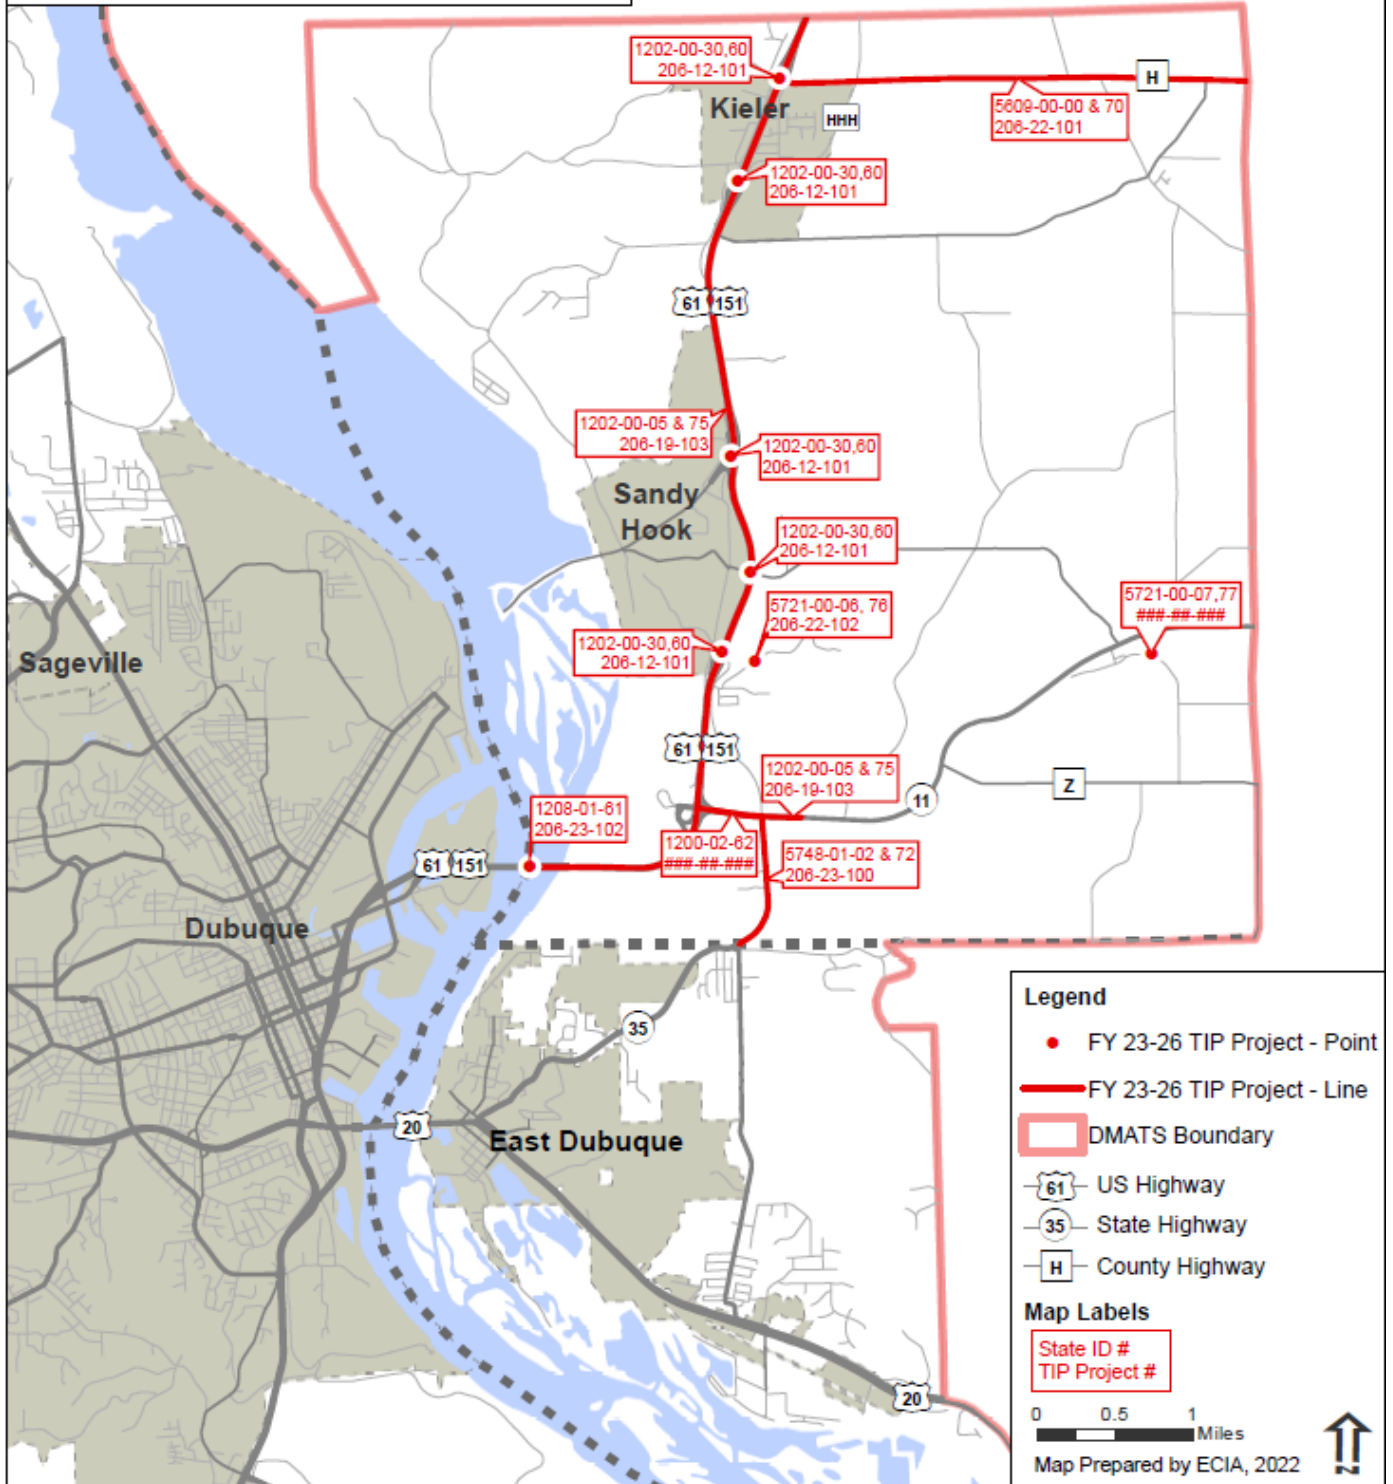 1202-00-30,60
206-12-101
H
Kieler
HHH
5609-00-00 & 70
206-22-101
1202-00-30,60
206-12-101
61 151
1202-00-05 & 75
206-19-103
1202-00-30,60
206-12-101
Sandy
Hook
1202-00-30,60
206-12-101
5721-00-06, 76
206-22-102
5721-00-07,77
###-##-###
1202-00-30,60
206-12-101
Sageville
61 151
1202-00-05 & 75
206-19-103
11
Z
1208-01-61
206-23-102
1200-02-62
###-##-###
5748-01-02 & 72
206-23-100
61 151
Dubuque
35
20
East Dubuque
20
Legend
FY 23-26 TIP Project - Point
FY 23-26 TIP Project - Line
DMATS Boundary
61 US Highway
35 State Highway
H County Highway
Map Labels
State ID #
TIP Project #
0 0.5 1
Miles
Map Prepared by ECIA, 2022
N